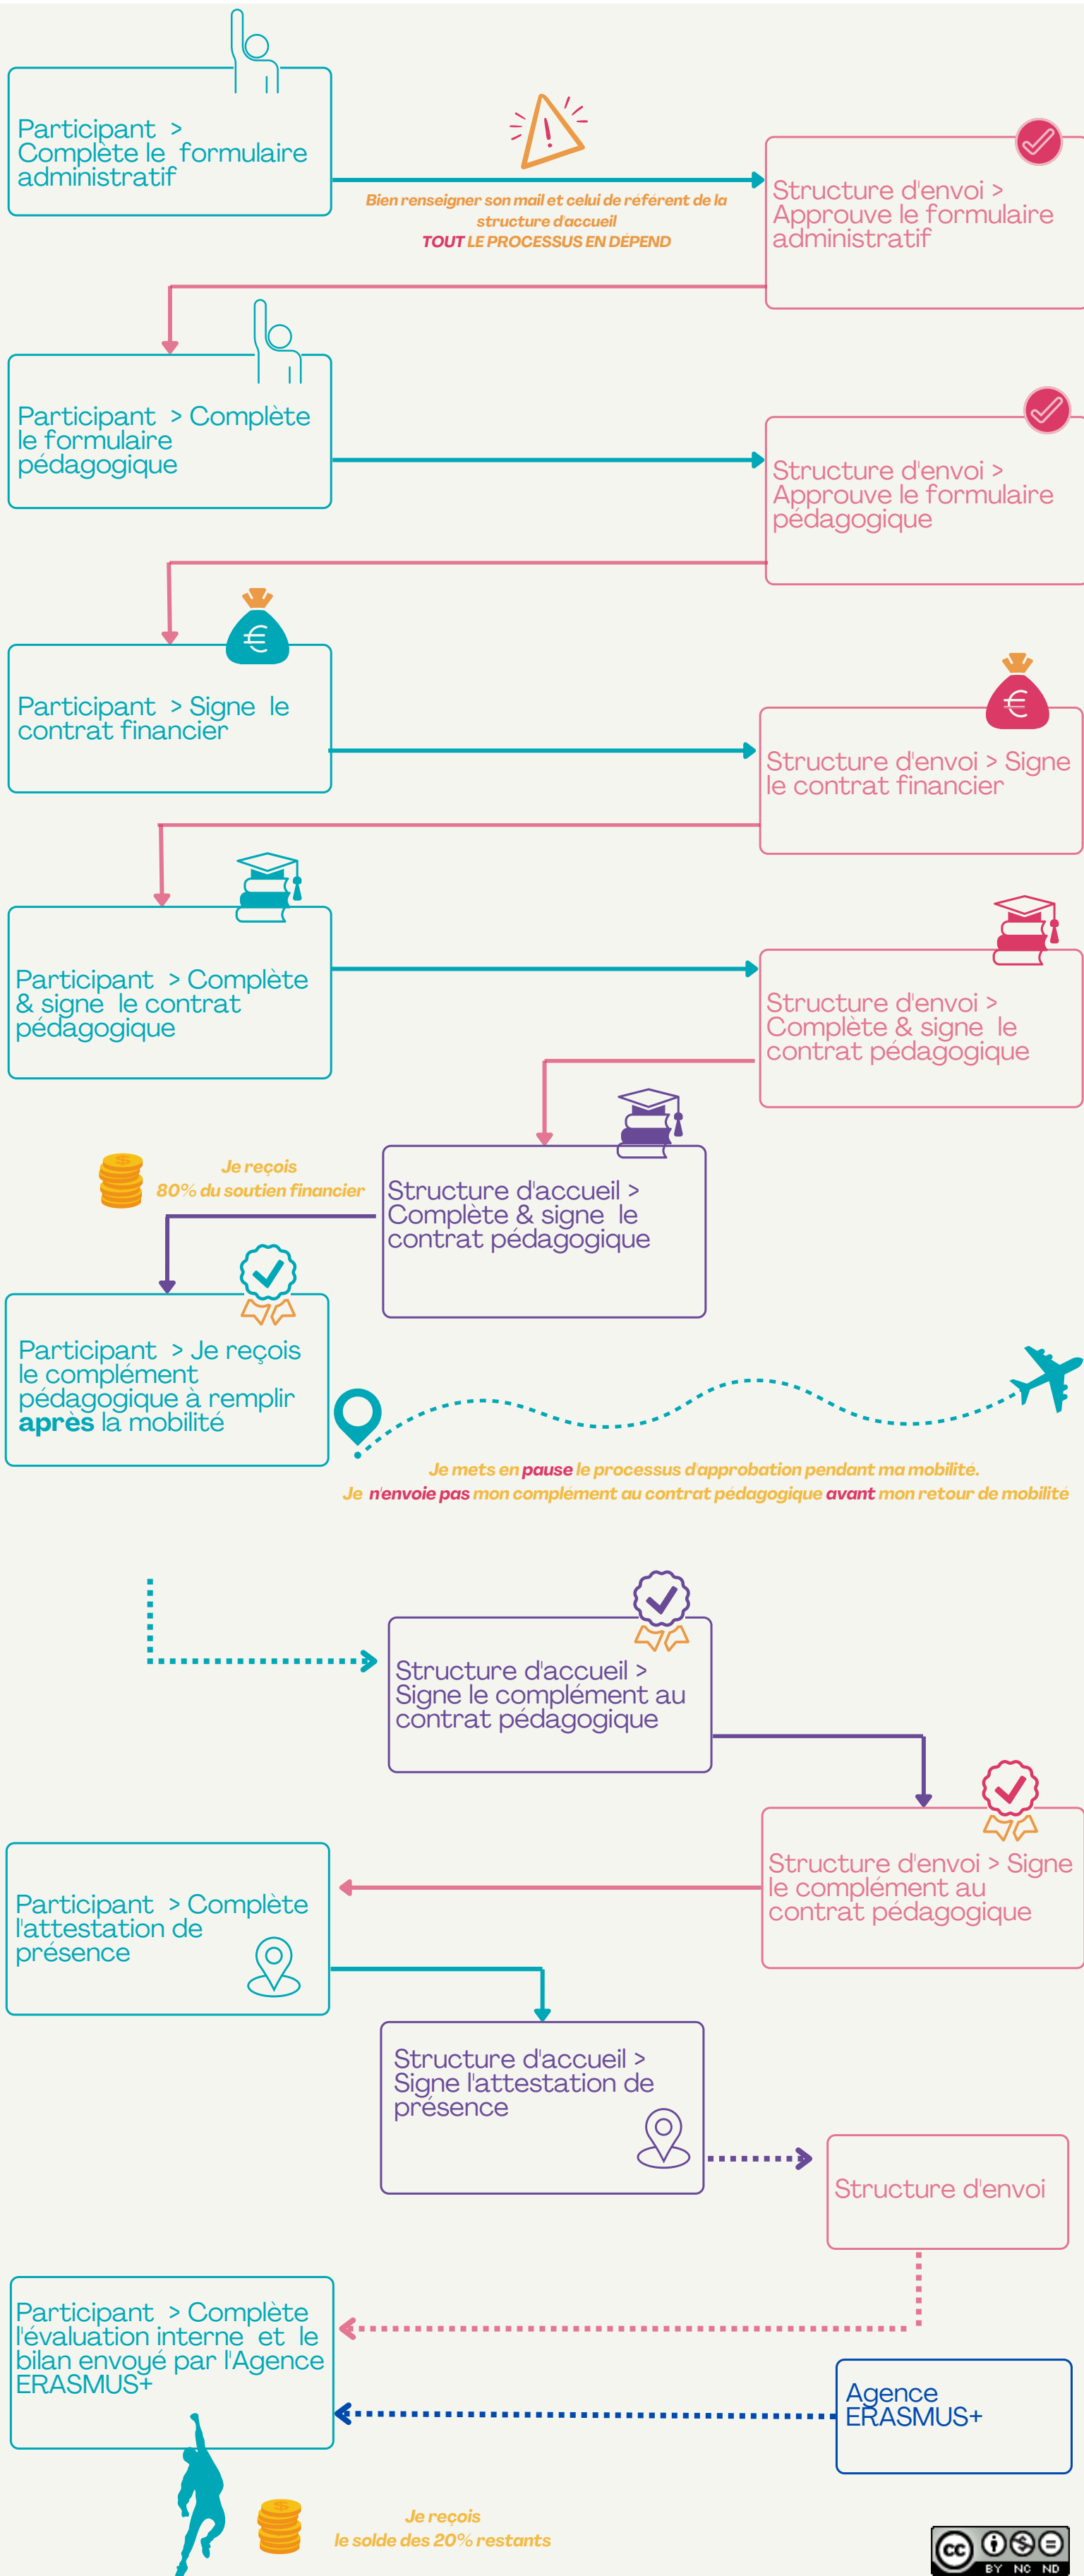 Participant >
Complète le formulaire
administratif
Bien renseigner son mail et celui de référent de la
structure d'accueil
TOUT LE PROCESSUS EN DÉPEND
Structure d'envoi >
Approuve le formulaire
administratif
Participant > Complète
le formulaire
pédagogique
Structure d'envoi >
Approuve le formulaire
pédagogique
€
Participant > Signe le
contrat financier
€
Structure d'envoi > Signe
le contrat financier
Participant > Complète
& signe le contrat
pédagogique
Structure d'envoi >
Complète & signe le
contrat pédagogique
Je reçois
80% du soutien financier
Structure d'accueil >
Complète & signe le
contrat pédagogique
Participant > Je reçois
le complément
pédagogique à remplir
après la mobilité
Je mets en pause le processus d'approbation pendant ma mobilité.
Je n'envoie pas mon complément au contrat pédagogique avant mon retour de mobilité
Structure d'accueil >
Signe le complément au
contrat pédagogique
Structure d'envoi > Signe
le complément au
contrat pédagogique
Participant > Complète
l'attestation de
présence
Structure d'accueil >
Signe l'attestation de
présence
Structure d'envoi
Participant > Complète
l'évaluation interne et le
bilan envoyé par l'Agence
ERASMUS+
Agence
ERASMUS+
Je reçois
le solde des 20% restants
cc
BY NC ND